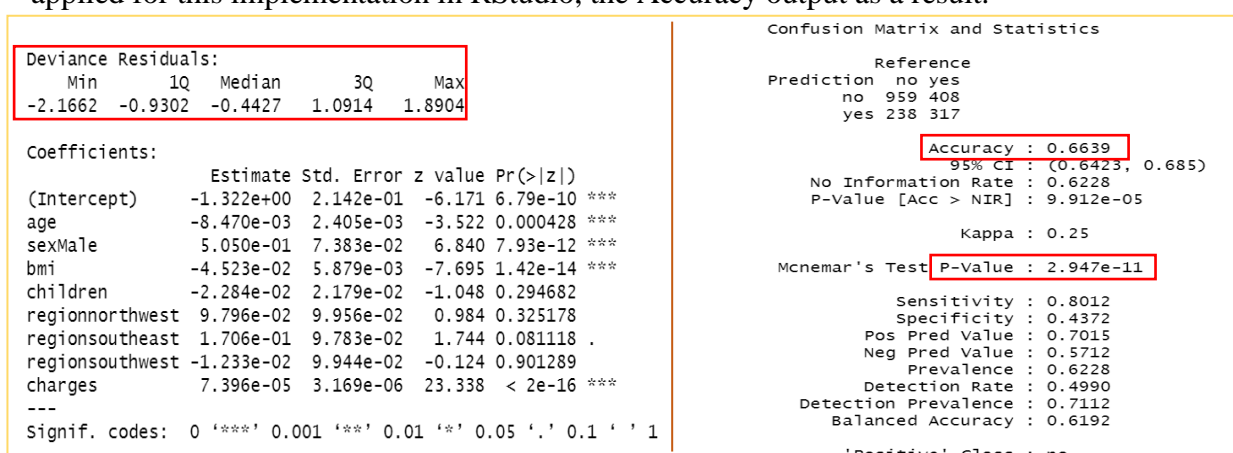 applied for this implementation in RStudio, the Accuracy output as a result.
Deviance Residuals:
Min 1Q Median 3Q Max
-2.1662 -0.9302 -0.4427 1.0914 1.8904
Coefficients:
Estimate Std. Error z value Pr(>|z|)
(Intercept) -1.322e+00 2.142e-01 -6.171 6.79e-10 ***
age -8.470e-03 2.405e-03 -3.522 0.000428 ***
sexMale 5.050e-01 7.383e-02 6.840 7.93e-12 ***
bmi -4.523e-02 5.879e-03 -7.695 1.42e-14 ***
children -2.284e-02 2.179e-02 -1.048 0.294682
regionnorthwest 9.796e-02 9.956e-02 0.984 0.325178
regionsoutheast 1.706e-01 9.783e-02 1.744 0.081118 .
regionsouthwest -1.233e-02 9.944e-02 -0.124 0.901289
charges 7.396e-05 3.169e-06 23.338 < 2e-16 ***
---
Signif. codes: 0 ‘***’ 0.001 ‘**’ 0.01 ‘*’ 0.05 ‘.’ 0.1 ‘ ’ 1
Confusion Matrix and Statistics
Reference
Prediction no yes
no 959 408
yes 238 317
Accuracy : 0.6639
95% CI : (0.6423, 0.685)
No Information Rate : 0.6228
P-Value [Acc > NIR] : 9.912e-05
Kappa : 0.25
Mcnemar's Test P-Value : 2.947e-11
Sensitivity : 0.8012
Specificity : 0.4372
Pos Pred Value : 0.7015
Neg Pred Value : 0.5712
Prevalence : 0.6228
Detection Rate : 0.4990
Detection Prevalence : 0.7112
Balanced Accuracy : 0.6192
'Positive' Class : no